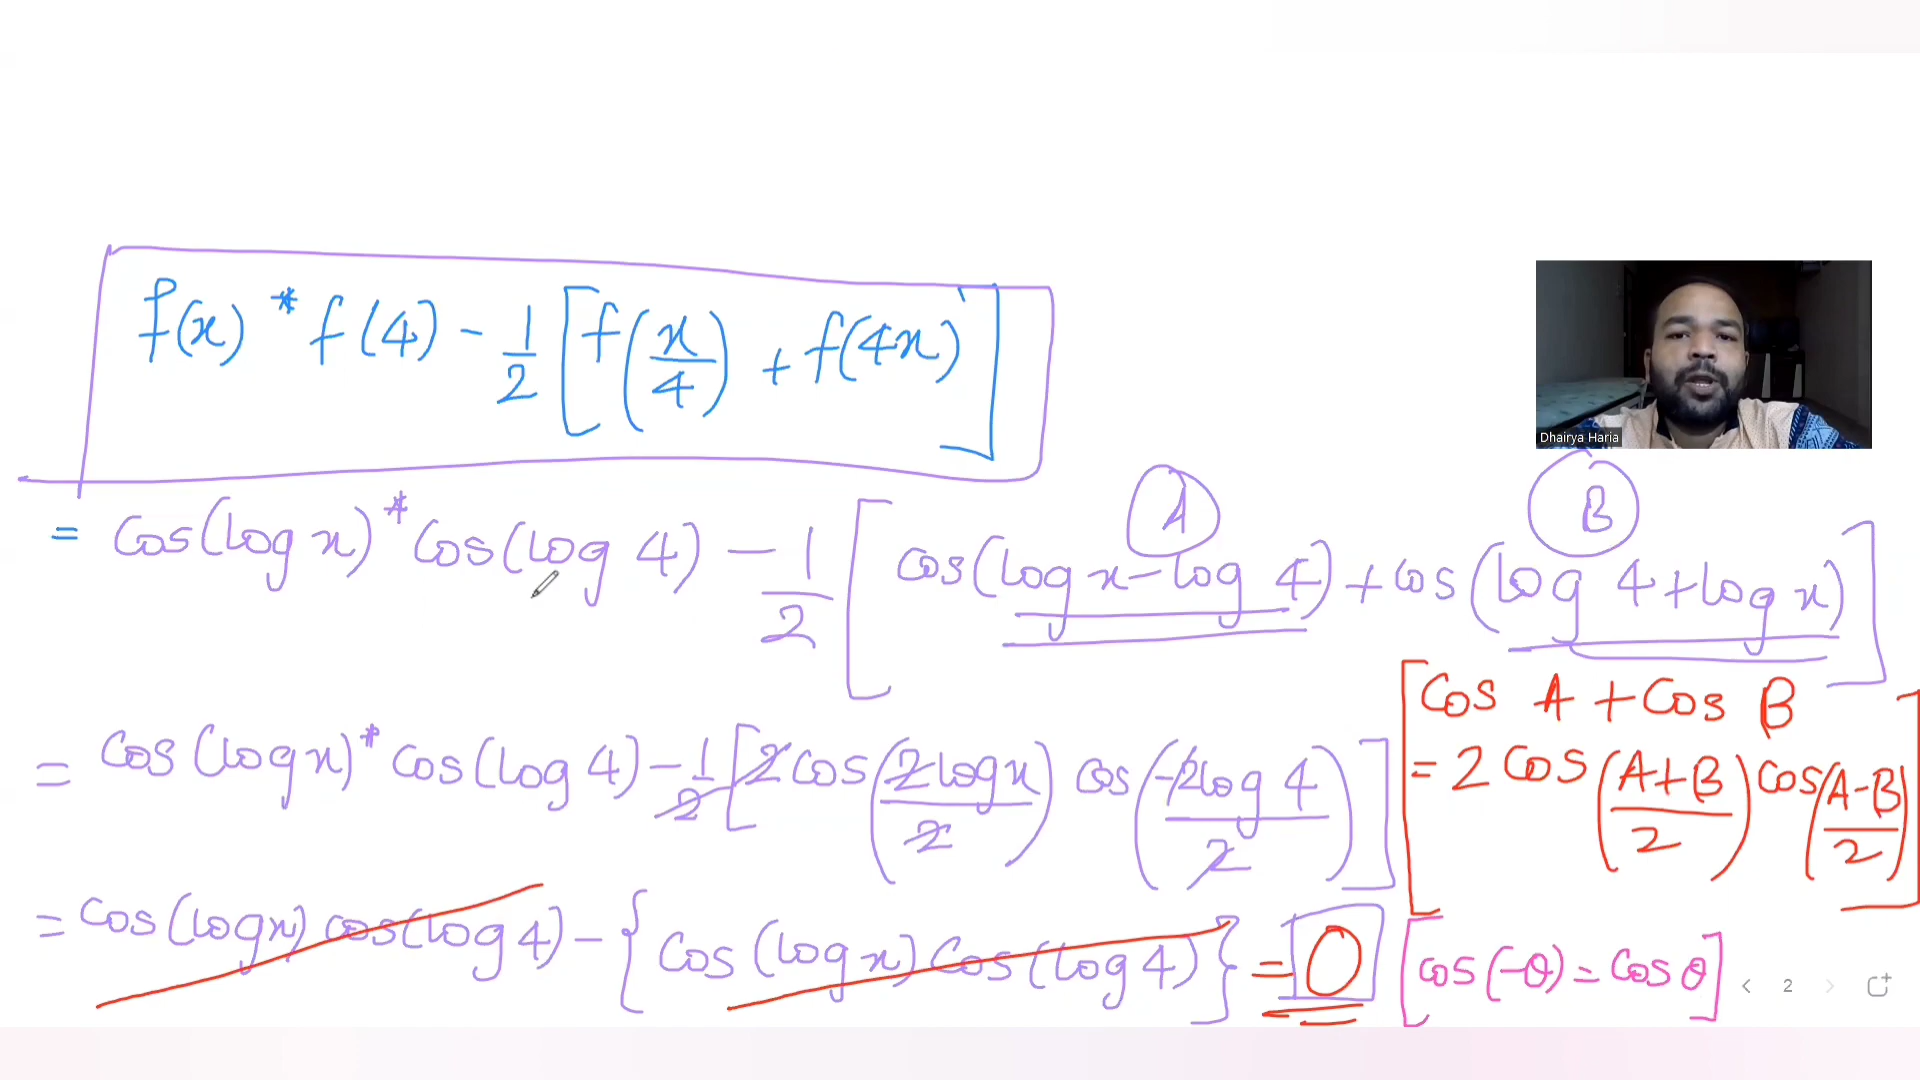 f(x) * f(4) - 1/2 [f(x/4) + f(4x)]
Dhairya Haria
A B
= cos(log x) * cos(log 4) - 1/2 [cos(log x - log 4) + cos(log 4 + log x)]
= cos(log x) * cos(log 4) - 1/2 [2 cos(2 log x/2) cos(-2 log 4/2)]
[cos A + cos B
= 2 cos(A+B/2) cos(A-B/2)]
= cos(log x) cos(log 4) - {cos(log x) cos(log 4)} = 0
[cos(-θ) = cos θ]
2